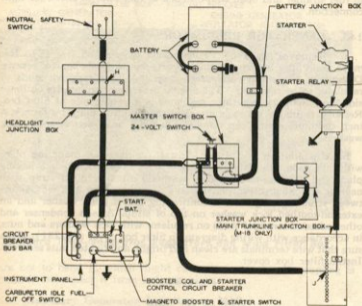 BATTERY JUNCTION BOX
NEUTRAL SAFETY
SWITCH
STARTER
BATTERY
STARTER RELAY
H
J
HEADLIGHT
JUNCTION BOX
MASTER SWITCH BOX
24-VOLT SWITCH
START.
BAT.
STARTER JUNCTION BOX
MAIN TRUNKLINE JUNCTION BOX
(M-18 ONLY)
CIRCUIT
BREAKER
BUS BAR
J
INSTRUMENT PANEL
CARBURETOR IDLE FUEL
CUT OFF SWITCH
BOOSTER COIL AND STARTER
CONTROL CIRCUIT BREAKER
MAGNETO BOOSTER & STARTER SWITCH